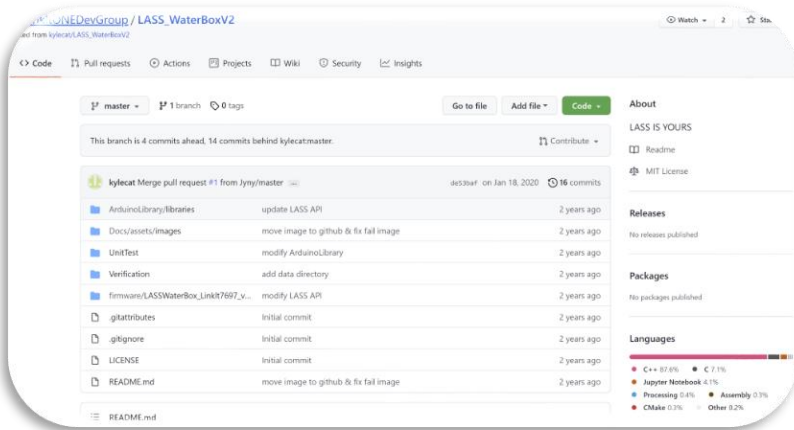 NEDevGroup / LASS_WaterBoxV2
Watch 2 Sta
from kylecat/LASS_WaterBoxV2
Code Pull requests Actions Projects Wiki Security Insights
master 1 branch 0 tags Go to file Add file Code
This branch is 4 commits ahead, 14 commits behind kylecat:master. Contribute
kylecat Merge pull request #1 from Jyny/master ... on Jan 18, 2020 16 commits
ArduinoLibrary/libraries update LASS API 2 years ago
Docs/assets/images move image to github & fix fail image 2 years ago
UnitTest modify ArduinoLibrary 2 years ago
Verification add data directory 2 years ago
firmware/LASSWaterBox_LinkIt7697_v... modify LASS API 2 years ago
.gitattributes Initial commit 2 years ago
.gitignore Initial commit 2 years ago
LICENSE Initial commit 2 years ago
README.md move image to github & fix fail image 2 years ago
README.md
About
LASS IS YOURS
Readme
MIT License
Releases
No releases published
Packages
No packages published
Languages
C++ 87.6% C 7.1%
Jupyter Notebook 4.1%
Processing 0.4% Assembly 0.3%
CMake 0.3% Other 0.2%